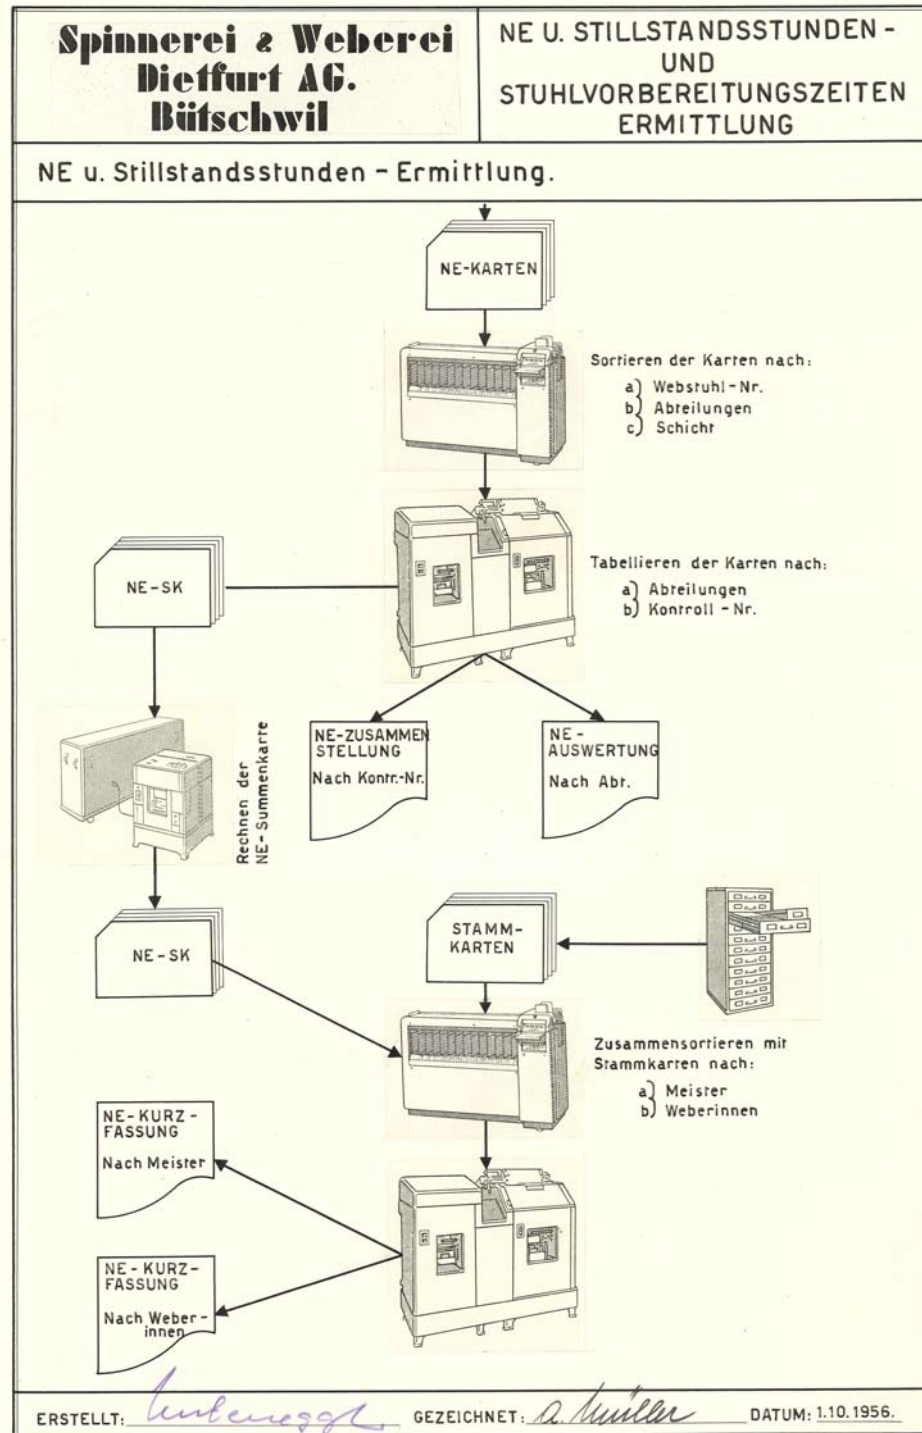 Spinnerei & Weberei
Dietfurt AG.
Bütschwil
NE U. STILLSTANDSSTUNDEN -
UND
STUHLVORBEREITUNGSZEITEN
ERMITTLUNG
NE u. Stillstandsstunden - Ermittlung.
NE-KARTEN
Sortieren der Karten nach:
a) Webstuhl-Nr.
b) Abteilungen
c) Schicht
NE-SK
Tabellieren der Karten nach:
a) Abteilungen
b) Kontroll-Nr.
NE-ZUSAMMEN
STELLUNG
Nach Kontr.-Nr.
NE-
AUSWERTUNG
Nach Abt.
Rechnen der
NE-Summenkarte
NE-SK
STAMM-
KARTEN
Zusammensortieren mit
Stammkarten nach:
a) Meister
b) Weberinnen
NE-KURZ-
FASSUNG
Nach Meister
NE-KURZ-
FASSUNG
Nach Weber-
innen
ERSTELLT: GEZEICHNET: A. Müller DATUM: 1.10.1956.